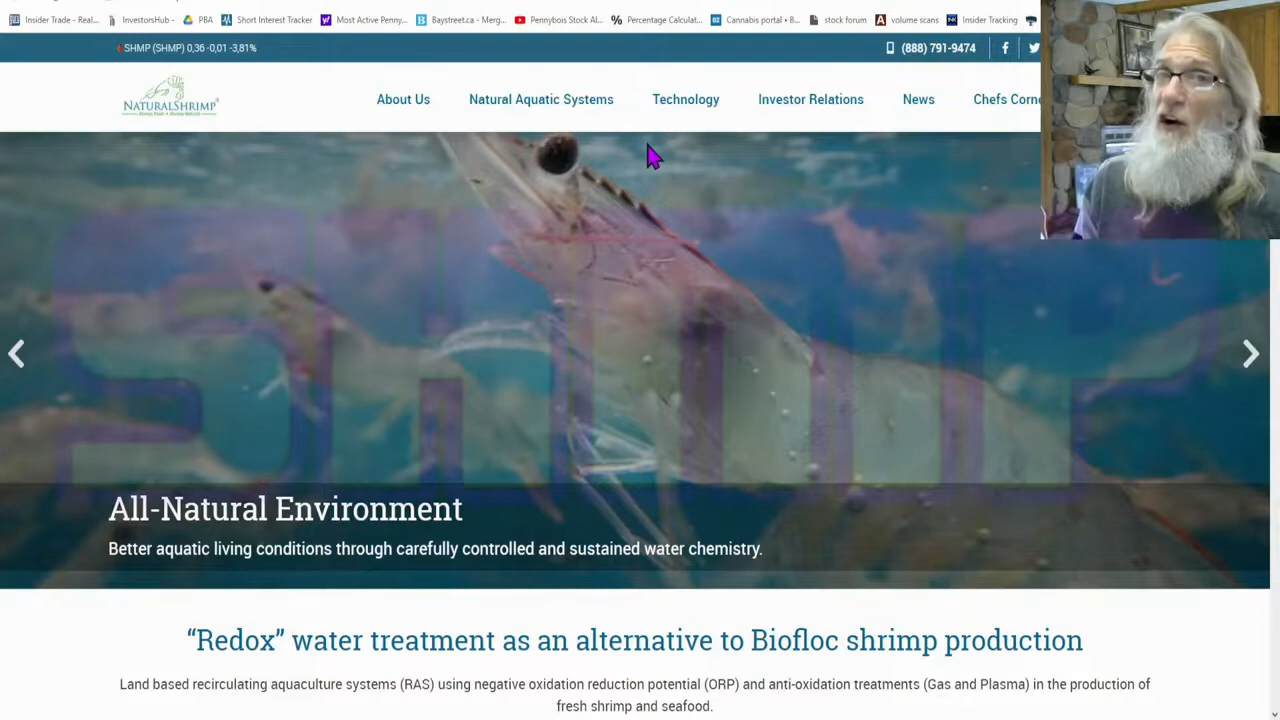 Insider Trade - Real... InvestorsHub - PBA Short Interest Tracker Most Active Penny... Baystreet.ca - Merg... Pennybois Stock Al... Percentage Calculat... Cannabis portal • B... stock forum volume scans Insider Tracking
SHMP (SHMP) 0,36 -0,01 -3,81% (888) 791-9474
NATURALSHRIMP®
About Us Natural Aquatic Systems Technology Investor Relations News Chefs Corne
SHMP
All-Natural Environment
Better aquatic living conditions through carefully controlled and sustained water chemistry.
“Redox” water treatment as an alternative to Biofloc shrimp production
Land based recirculating aquaculture systems (RAS) using negative oxidation reduction potential (ORP) and anti-oxidation treatments (Gas and Plasma) in the production of
fresh shrimp and seafood.